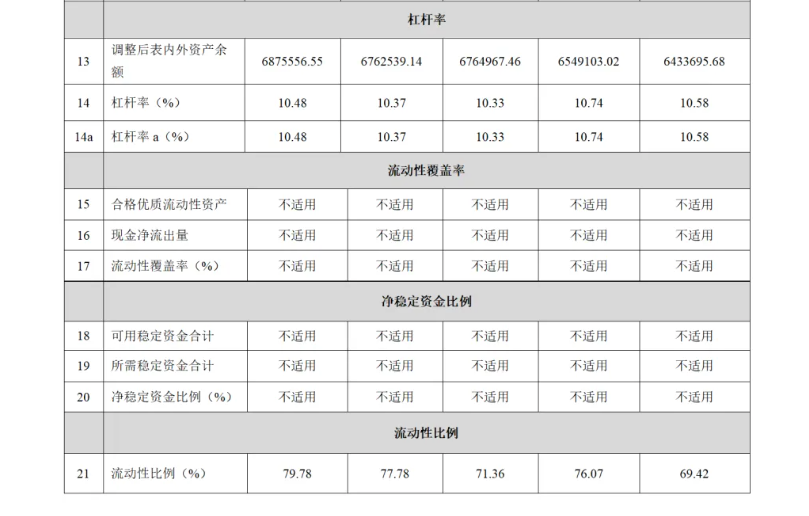 杠杆率
13 调整后表内外资产余额 6875556.55 6762539.14 6764967.46 6549103.02 6433695.68
14 杠杆率（%） 10.48 10.37 10.33 10.74 10.58
14a 杠杆率 a（%） 10.48 10.37 10.33 10.74 10.58
流动性覆盖率
15 合格优质流动性资产 不适用 不适用 不适用 不适用 不适用
16 现金净流出量 不适用 不适用 不适用 不适用 不适用
17 流动性覆盖率（%） 不适用 不适用 不适用 不适用 不适用
净稳定资金比例
18 可用稳定资金合计 不适用 不适用 不适用 不适用 不适用
19 所需稳定资金合计 不适用 不适用 不适用 不适用 不适用
20 净稳定资金比例（%） 不适用 不适用 不适用 不适用 不适用
流动性比例
21 流动性比例（%） 79.78 77.78 71.36 76.07 69.42